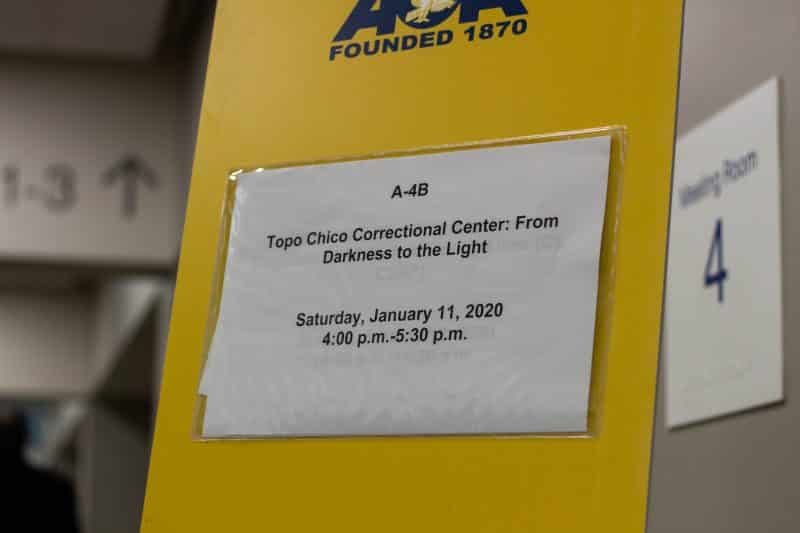 ACA
FOUNDED 1870
A-4B
Topo Chico Correctional Center: From
Darkness to the Light
Saturday, January 11, 2020
4:00 p.m.-5:30 p.m.
1-3
Meeting Room
4